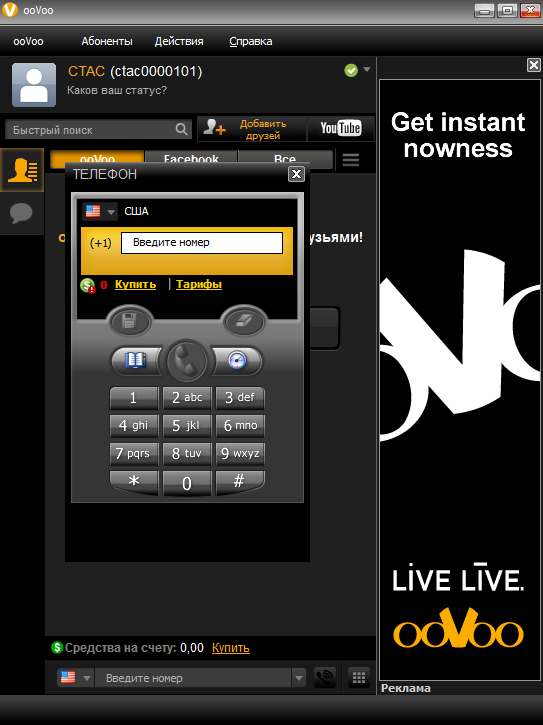 ooVoo
ooVoo Абоненты Действия Справка
СТАС (ctac0000101)
Каков ваш статус?
Быстрый поиск
Добавить
друзей
YouTube
ooVoo Facebook Все
ТЕЛЕФОН
США
(+1) Введите номер
0 Купить | Тарифы
1 2 abc 3 def
4 ghi 5 jkl 6 mno
7 pqrs 8 tuv 9 wxyz
* 0 #
Средства на счету: 0,00 Купить
Введите номер
Get instant
nowness
LIVE LIVE.
ooVoo
Реклама